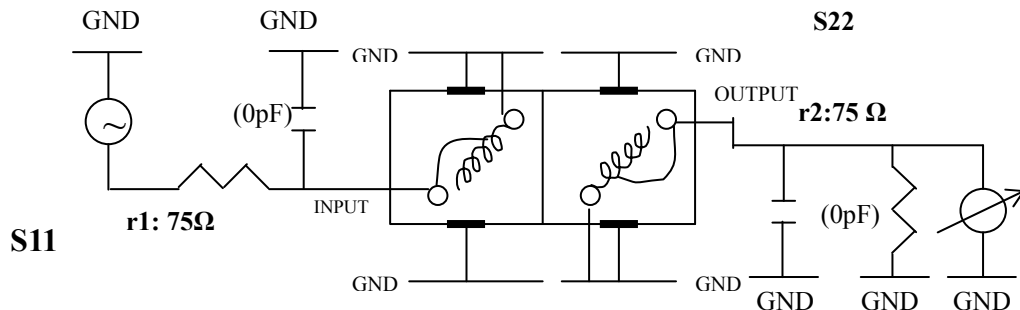 GND
GND
S22
GND
GND
OUTPUT
(0pF)
r2:75 Ω
~
INPUT
r1: 75Ω
(0pF)
S11
GND
GND
GND
GND
GND